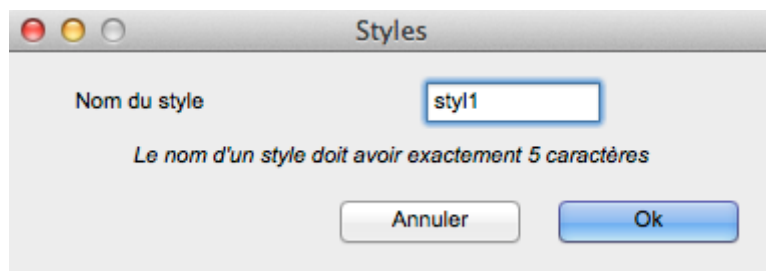 Styles
Nom du style styl1
Le nom d'un style doit avoir exactement 5 caractères
Annuler Ok